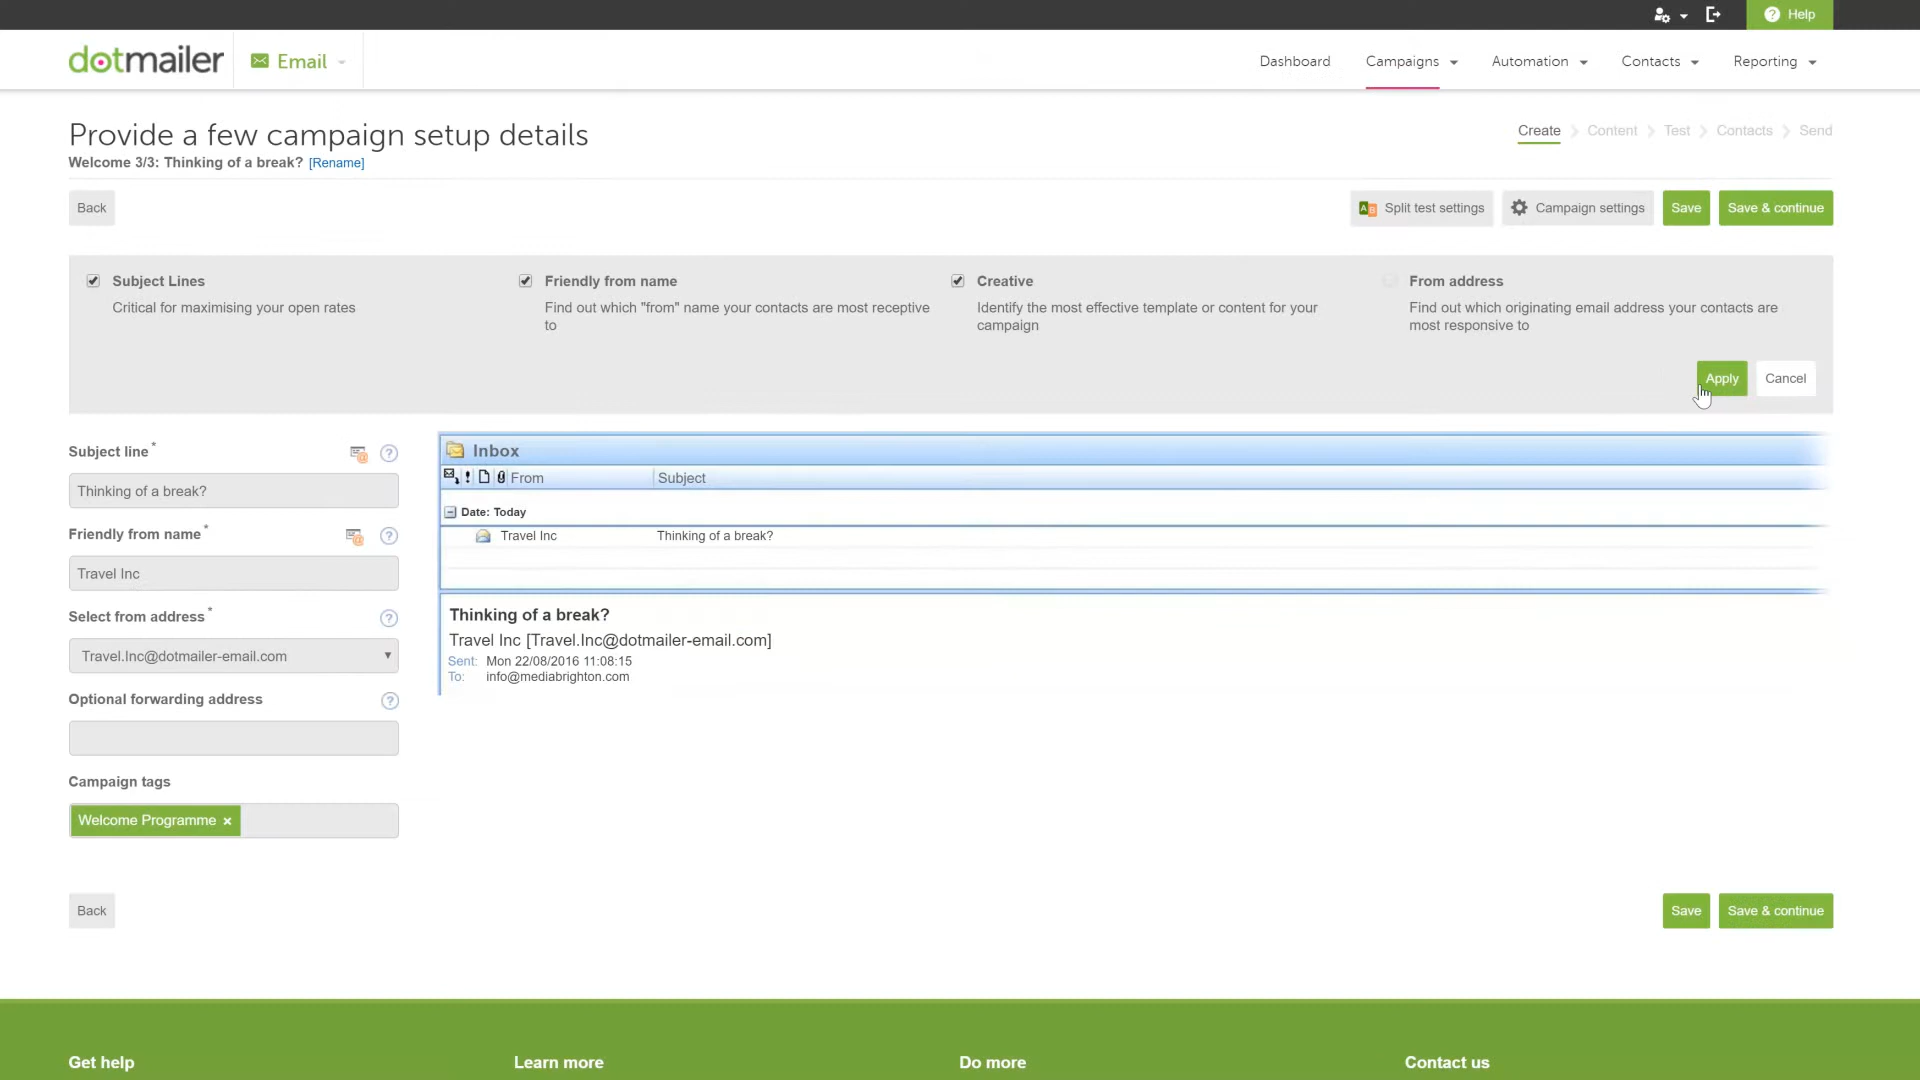 Help
dotmailer
Email
Dashboard
Campaigns
Automation
Contacts
Reporting
Provide a few campaign setup details
Create
Content
Test
Contacts
Send
Welcome 3/3: Thinking of a break? [Rename]
Back
Split test settings
Campaign settings
Save
Save & continue
Subject Lines
Critical for maximising your open rates
Friendly from name
Find out which "from" name your contacts are most receptive
to
Creative
Identify the most effective template or content for your
campaign
From address
Find out which originating email address your contacts are
most responsive to
Apply
Cancel
Subject line *
Thinking of a break?
Friendly from name *
Travel Inc
Select from address *
Travel.Inc@dotmailer-email.com
Optional forwarding address
Campaign tags
Welcome Programme ×
Inbox
From
Subject
Date: Today
Travel Inc
Thinking of a break?
Thinking of a break?
Travel Inc [Travel.Inc@dotmailer-email.com]
Sent: Mon 22/08/2016 11:08:15
To: info@mediabrighton.com
Back
Save
Save & continue
Get help
Learn more
Do more
Contact us